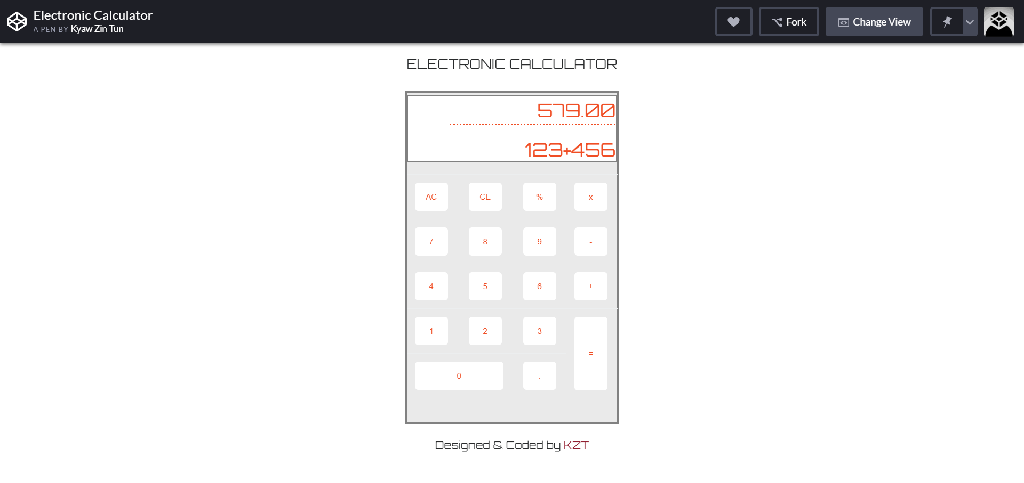 Electronic Calculator
A PEN BY Kyaw Zin Tun
Fork
Change View
ELECTRONIC CALCULATOR
579.00
123+456
AC CE % x
7 8 9 -
4 5 6 +
1 2 3
=
0 .
Designed & Coded by KZT